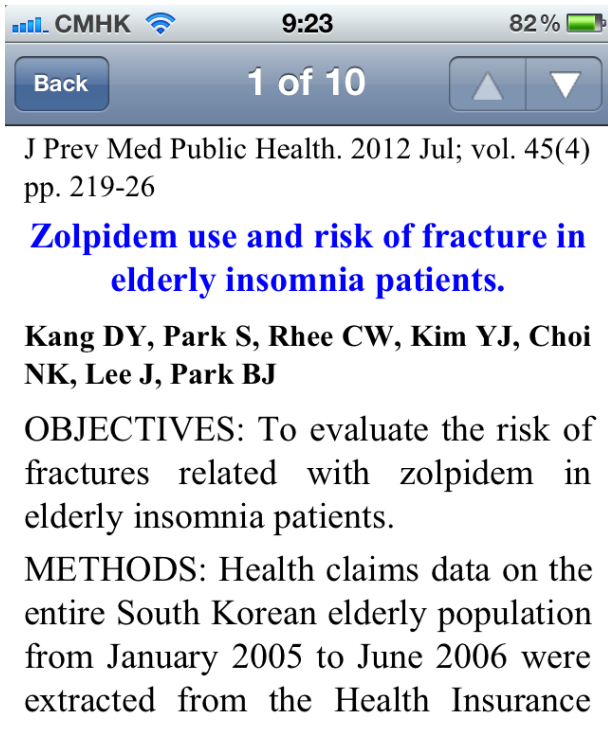 CMHK 9:23 82%
Back 1 of 10
J Prev Med Public Health. 2012 Jul; vol. 45(4)
pp. 219-26
Zolpidem use and risk of fracture in
elderly insomnia patients.
Kang DY, Park S, Rhee CW, Kim YJ, Choi
NK, Lee J, Park BJ
OBJECTIVES: To evaluate the risk of
fractures related with zolpidem in
elderly insomnia patients.
METHODS: Health claims data on the
entire South Korean elderly population
from January 2005 to June 2006 were
extracted from the Health Insurance